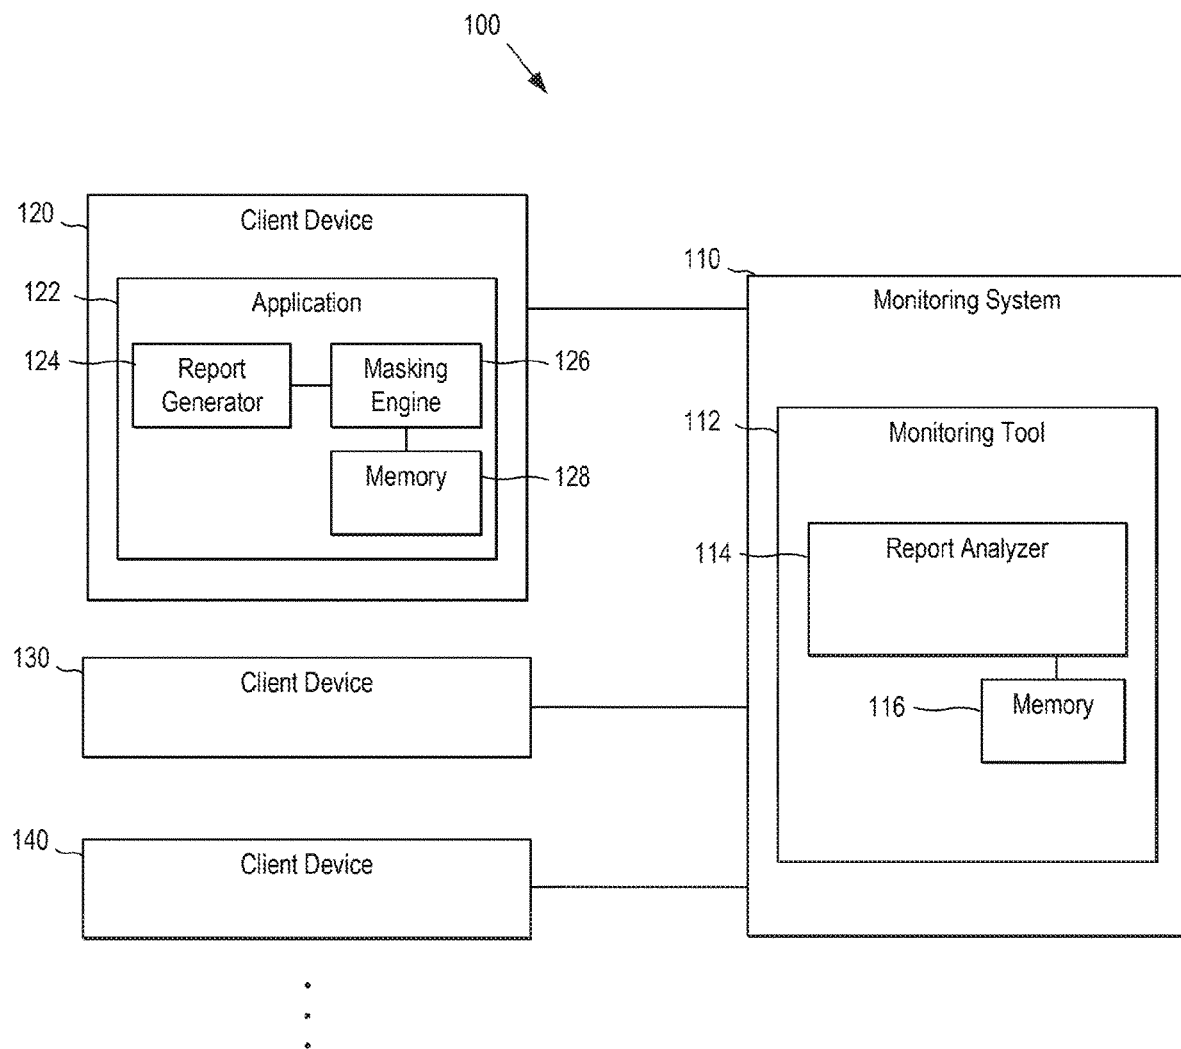 100
120
Client Device
122
Application
124
Report
Generator
Masking
Engine
126
Memory
128
110
Monitoring System
112
Monitoring Tool
114
Report Analyzer
116
Memory
130
Client Device
140
Client Device